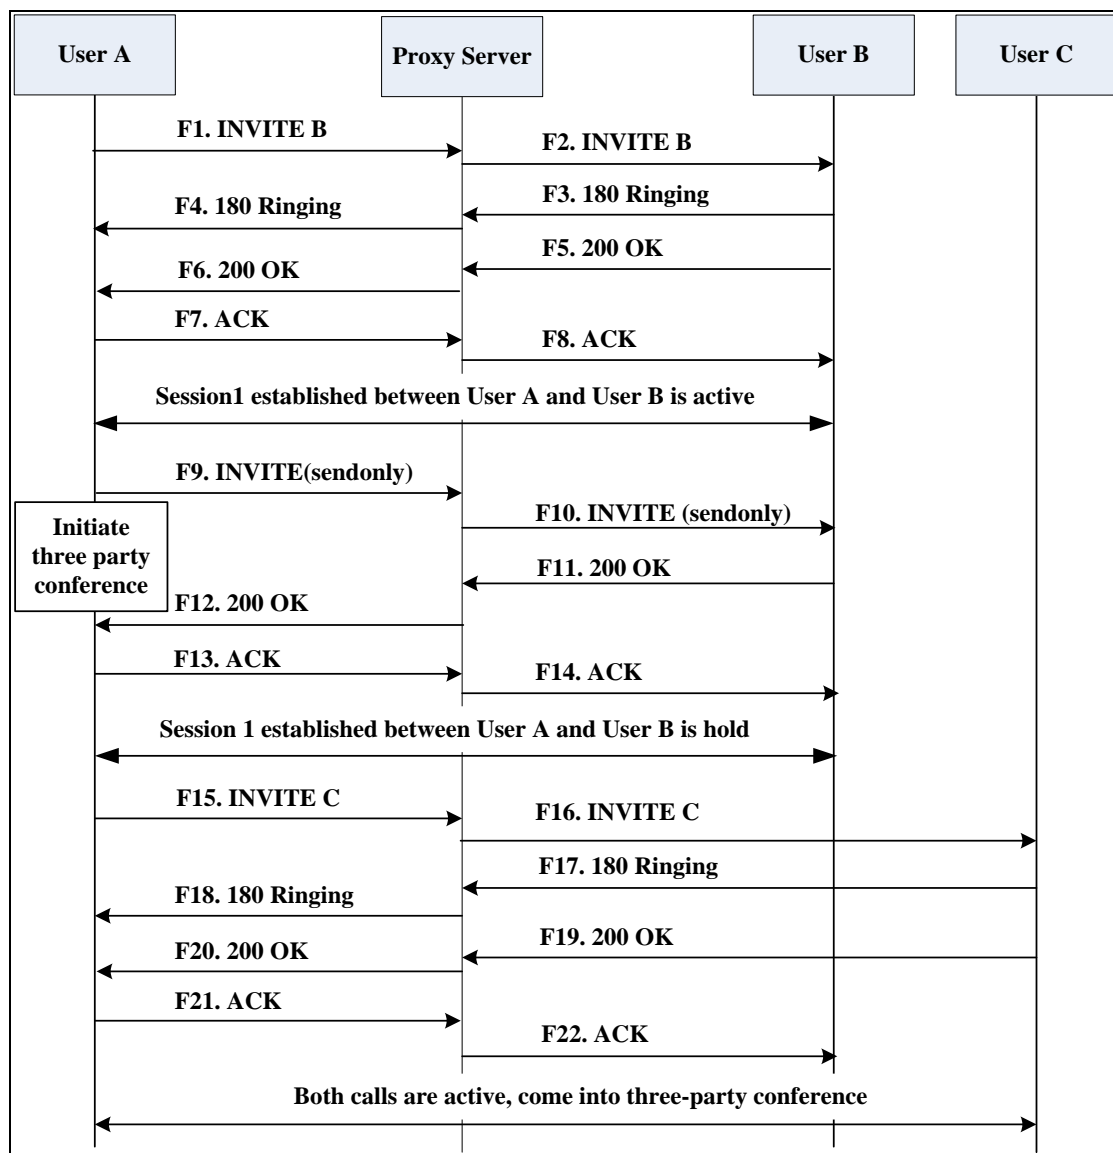 User A
Proxy Server
User B
User C
F1. INVITE B
F2. INVITE B
F3. 180 Ringing
F4. 180 Ringing
F5. 200 OK
F6. 200 OK
F7. ACK
F8. ACK
Session1 established between User A and User B is active
F9. INVITE(sendonly)
Initiate
three party
conference
F10. INVITE (sendonly)
F11. 200 OK
F12. 200 OK
F13. ACK
F14. ACK
Session 1 established between User A and User B is hold
F15. INVITE C
F16. INVITE C
F17. 180 Ringing
F18. 180 Ringing
F19. 200 OK
F20. 200 OK
F21. ACK
F22. ACK
Both calls are active, come into three-party conference